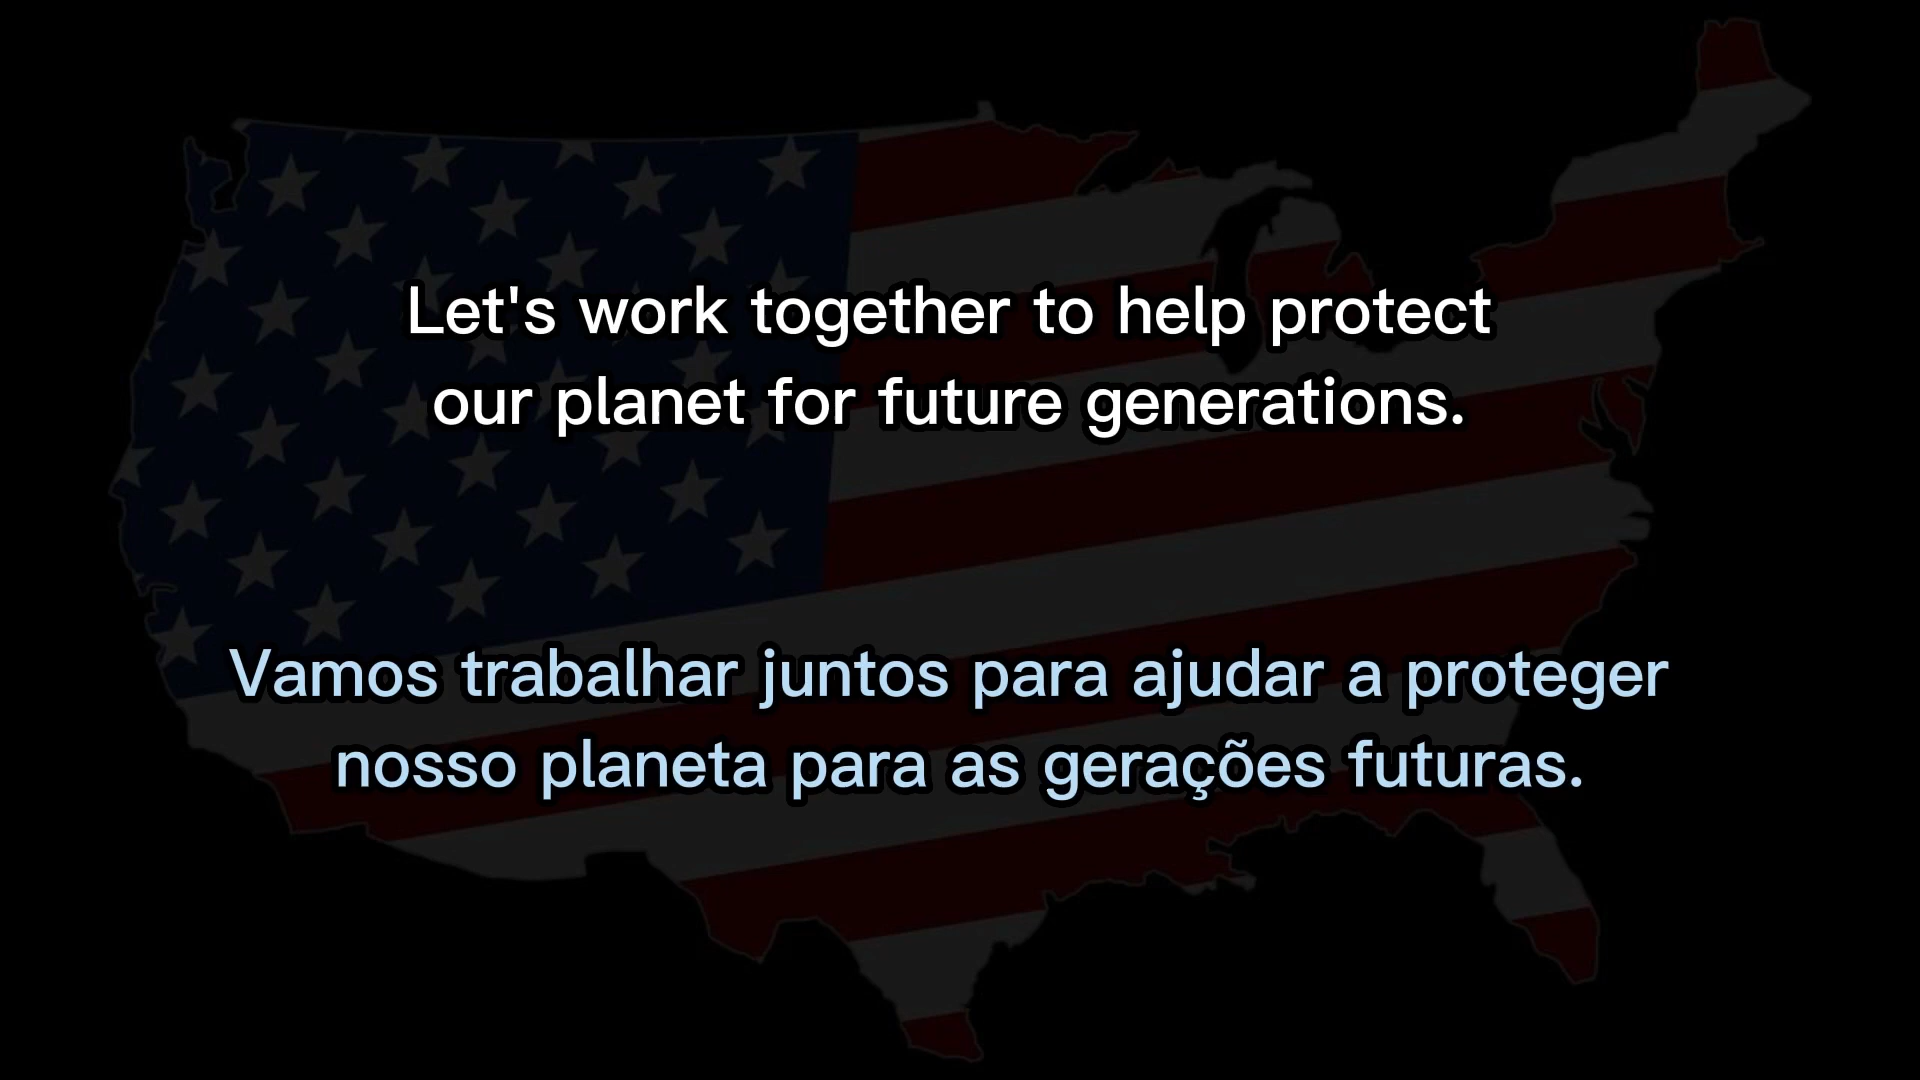 Let's work together to help protect
our planet for future generations.
Vamos trabalhar juntos para ajudar a proteger
nosso planeta para as gerações futuras.